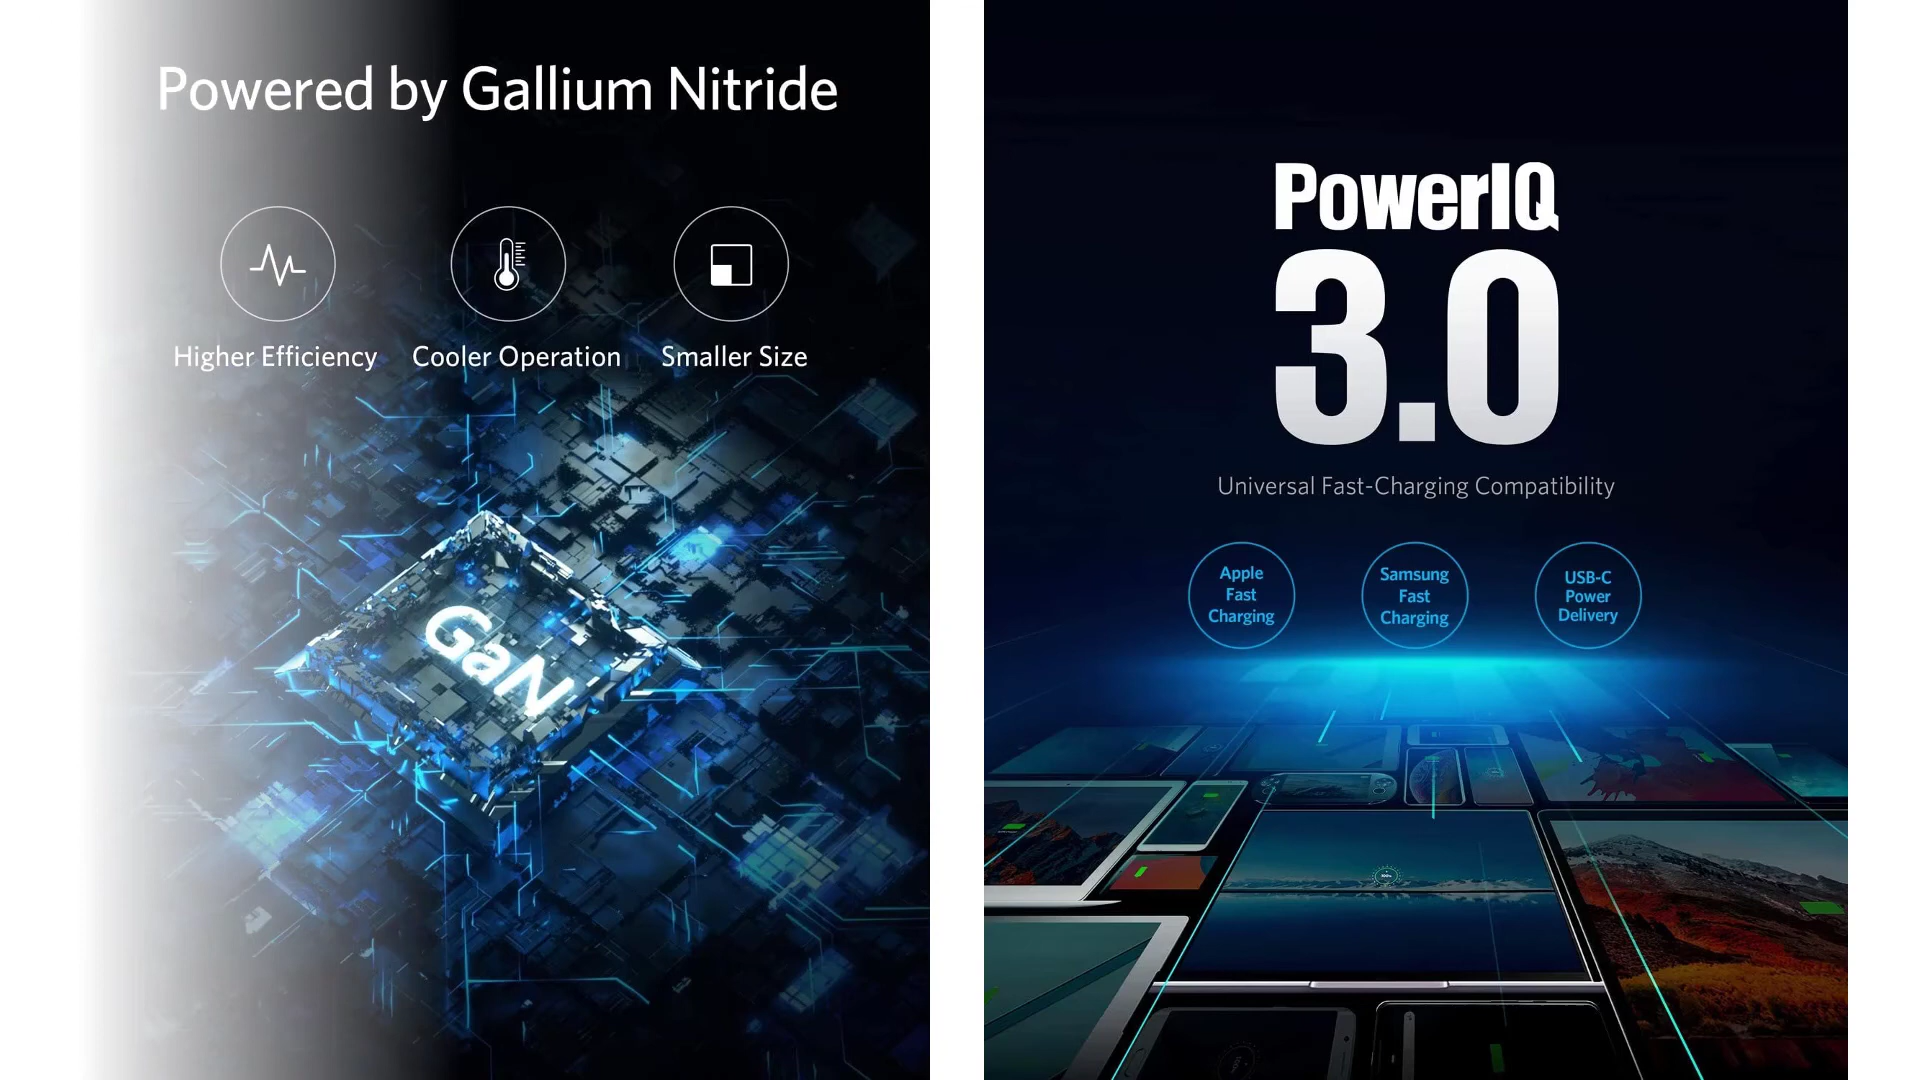 Powered by Gallium Nitride
Higher Efficiency
Cooler Operation
Smaller Size
GaN
PowerIQ
3.0
Universal Fast-Charging Compatibility
Apple
Fast
Charging
Samsung
Fast
Charging
USB-C
Power
Delivery